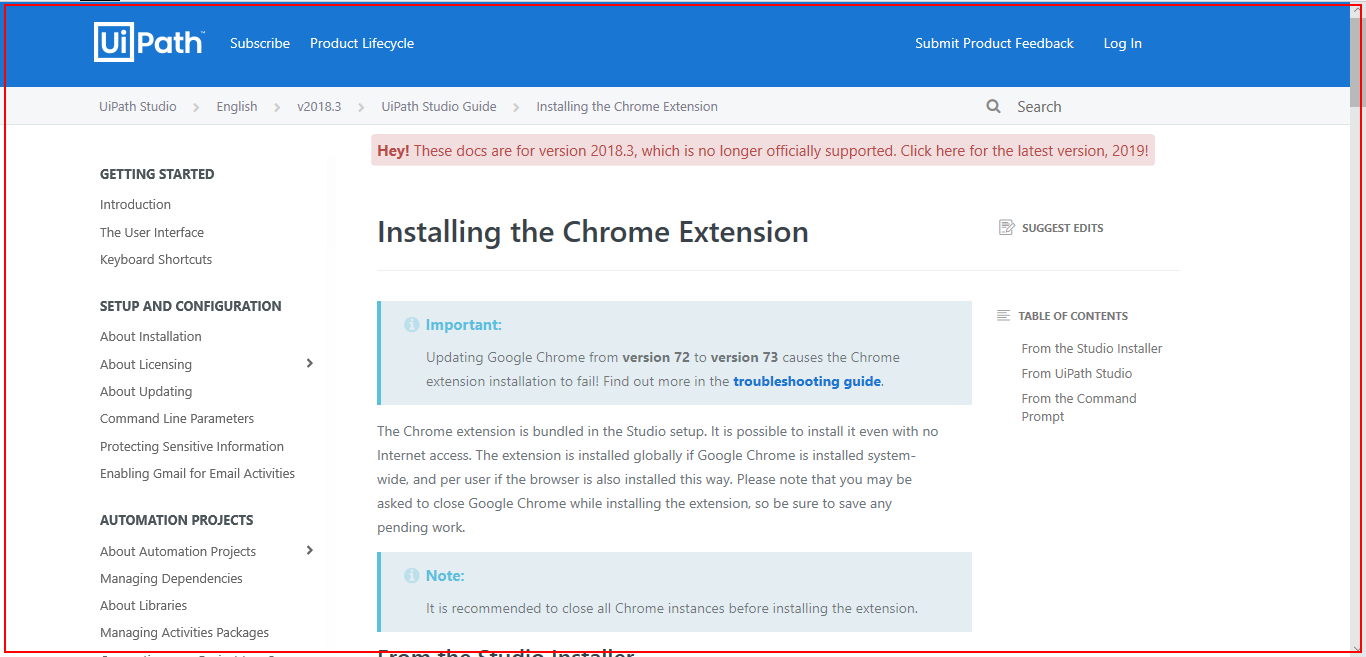 UiPath™
Subscribe
Product Lifecycle
Submit Product Feedback
Log In
UiPath Studio
English
v2018.3
UiPath Studio Guide
Installing the Chrome Extension
Search
Hey! These docs are for version 2018.3, which is no longer officially supported. Click here for the latest version, 2019!
GETTING STARTED
Introduction
The User Interface
Keyboard Shortcuts
SETUP AND CONFIGURATION
About Installation
About Licensing
About Updating
Command Line Parameters
Protecting Sensitive Information
Enabling Gmail for Email Activities
AUTOMATION PROJECTS
About Automation Projects
Managing Dependencies
About Libraries
Managing Activities Packages
Installing the Chrome Extension
SUGGEST EDITS
Important:
Updating Google Chrome from version 72 to version 73 causes the Chrome
extension installation to fail! Find out more in the troubleshooting guide.
The Chrome extension is bundled in the Studio setup. It is possible to install it even with no
Internet access. The extension is installed globally if Google Chrome is installed system-
wide, and per user if the browser is also installed this way. Please note that you may be
asked to close Google Chrome while installing the extension, so be sure to save any
pending work.
Note:
It is recommended to close all Chrome instances before installing the extension.
From the Studio Installer
TABLE OF CONTENTS
From the Studio Installer
From UiPath Studio
From the Command
Prompt